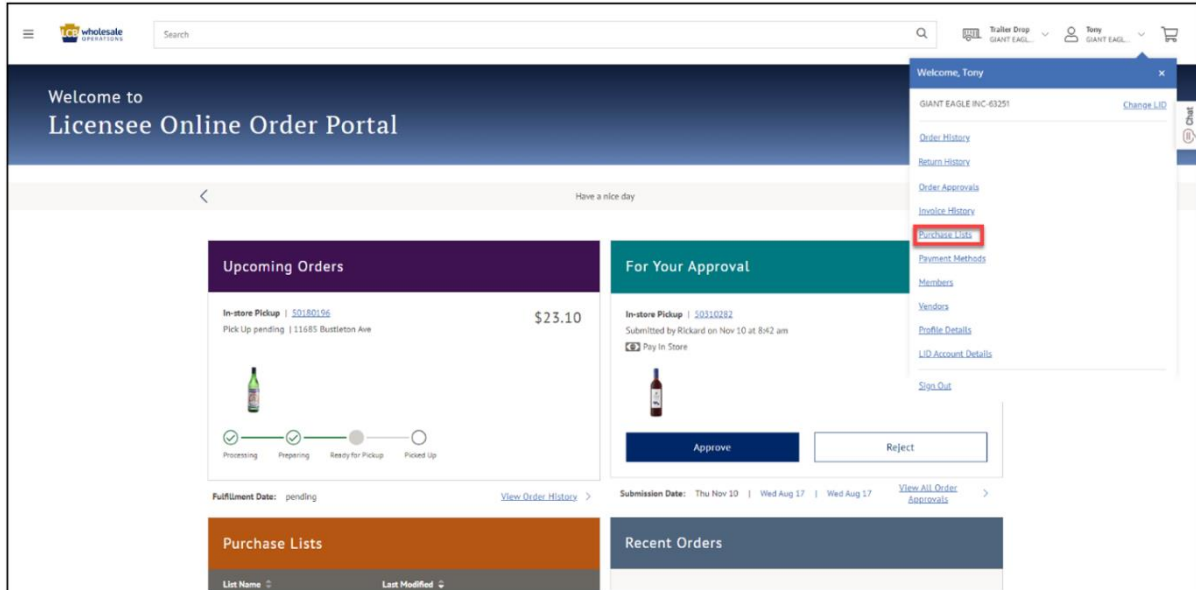 LCB wholesale
OPERATIONS
Search
Trailer Drop
GIANT EAGL...
Tony
GIANT EAGL...
Welcome, Tony
GIANT EAGLE INC-63251
Change LID
Order History
Return History
Order Approvals
Invoice History
Purchase Lists
Payment Methods
Members
Vendors
Profile Details
LID Account Details
Sign Out
Chat
Welcome to
Licensee Online Order Portal
Have a nice day
Upcoming Orders
In-store Pickup | 50180196
$23.10
Pick Up pending | 11685 Bustleton Ave
Processing Preparing Ready for Pickup Picked Up
Fulfillment Date: pending
View Order History
For Your Approval
In-store Pickup | 50310282
Submitted by Rickard on Nov 10 at 8:42 am
Pay In Store
Approve
Reject
Submission Date: Thu Nov 10 | Wed Aug 17 | Wed Aug 17
View All Order
Approvals
Purchase Lists
List Name Last Modified
Recent Orders